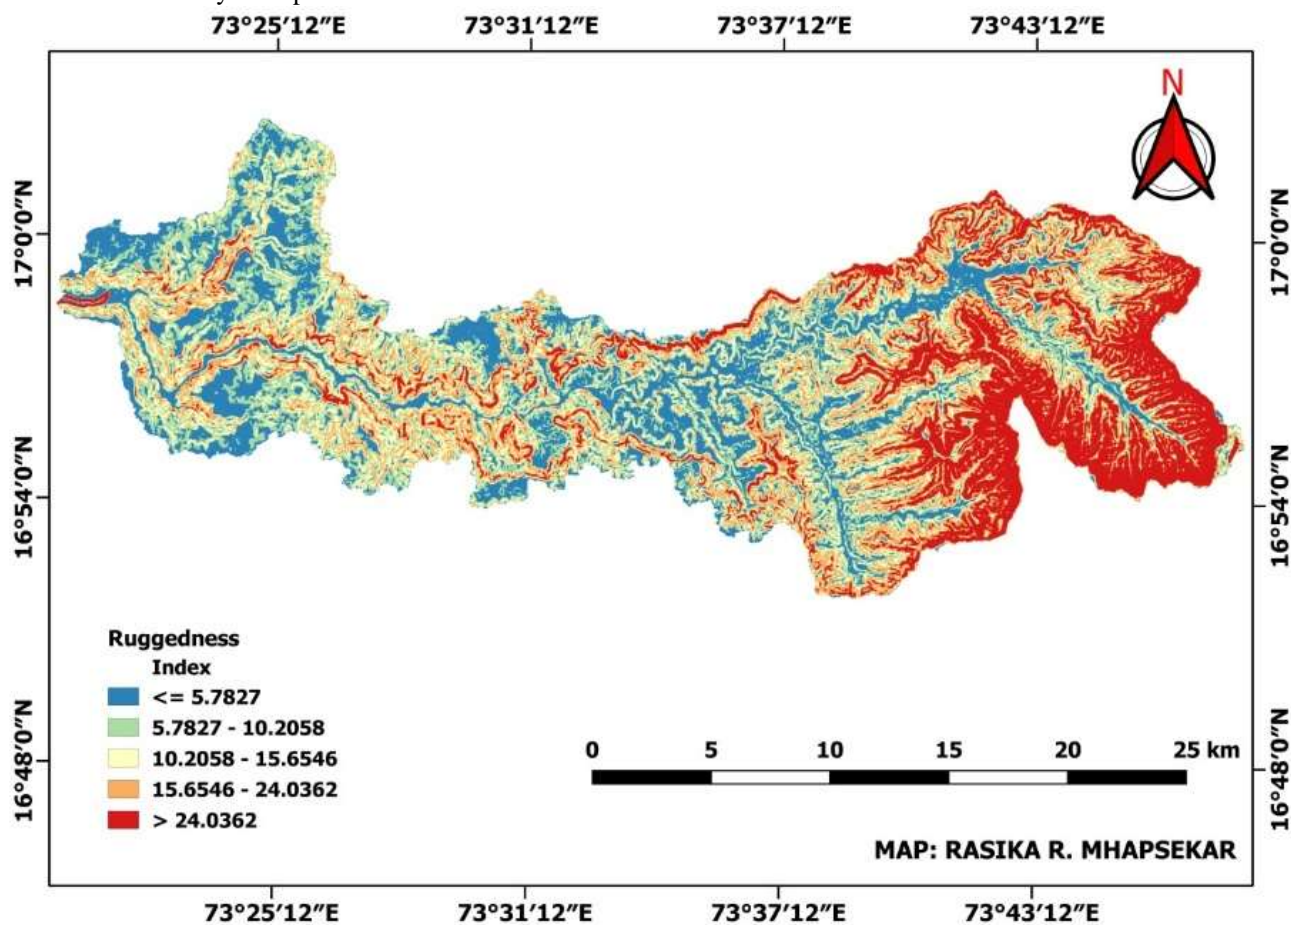 73°25′12″E 73°31′12″E 73°37′12″E 73°43′12″E
N
17°0′0″N 17°0′0″N
16°54′0″N 16°54′0″N
Ruggedness
Index
<= 5.7827
5.7827 - 10.2058
10.2058 - 15.6546
15.6546 - 24.0362
> 24.0362
0 5 10 15 20 25 km
16°48′0″N 16°48′0″N
MAP: RASIKA R. MHAPSEKAR
73°25′12″E 73°31′12″E 73°37′12″E 73°43′12″E